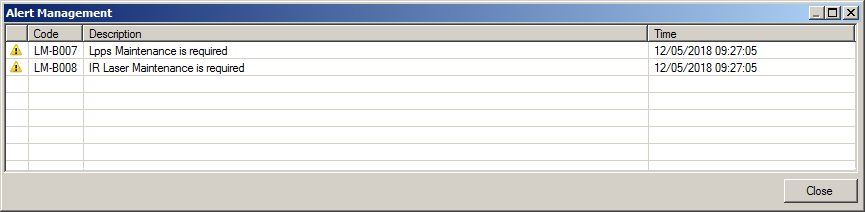 Alert Management
Code Description Time
LM-B007 Lpps Maintenance is required 12/05/2018 09:27:05
LM-B008 IR Laser Maintenance is required 12/05/2018 09:27:05
Close